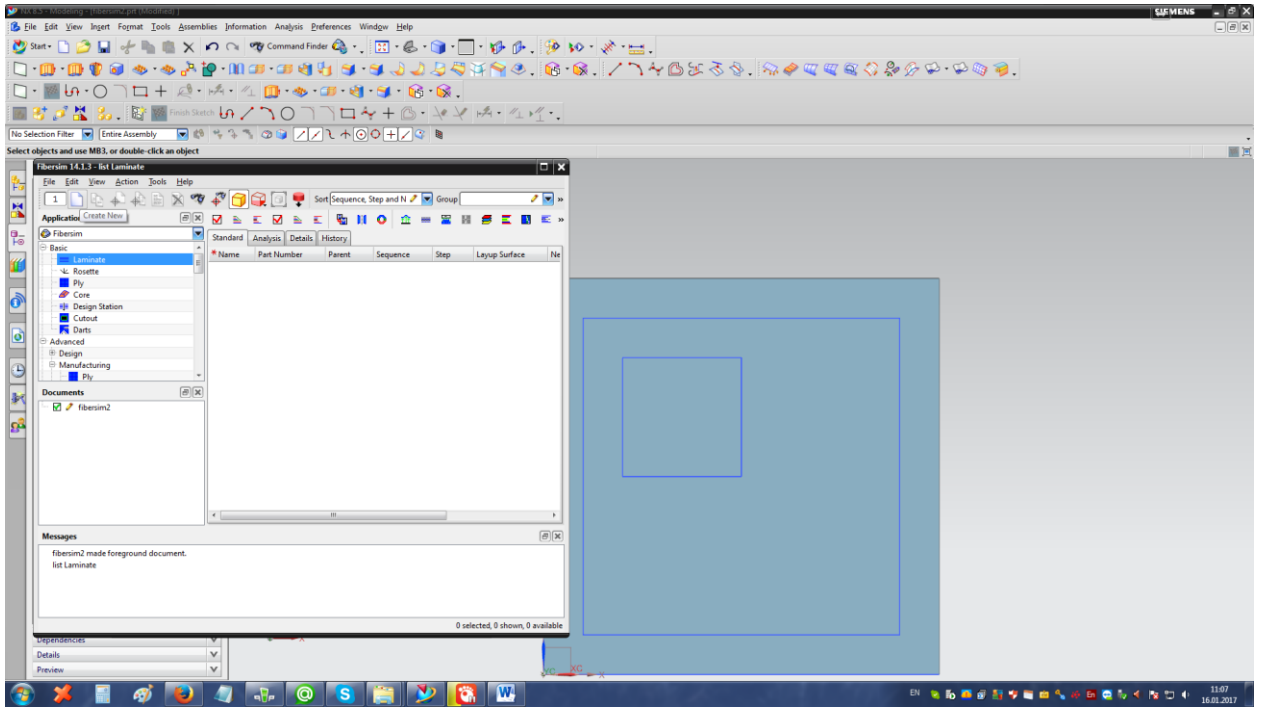 NX 8.5 - Modeling - [fibersim2.prt (Modified) ]
SIEMENS
File Edit View Insert Format Tools Assemblies Information Analysis Preferences Window Help
Start Command Finder
Finish Sketch
No Selection Filter Entire Assembly
Select objects and use MB3, or double-click an object
Fibersim 14.1.3 - list Laminate
File Edit View Action Tools Help
1 Sort Sequence, Step and N Group
Create New
Fibersim
Standard Analysis Details History
Basic
* Name Part Number Parent Sequence Step Layup Surface Ne
Laminate
Rosette
Ply
Core
Design Station
Cutout
Darts
Advanced
Design
Manufacturing
Ply
Documents
fibersim2
Messages
fibersim2 made foreground document.
list Laminate
0 selected, 0 shown, 0 available
Dependencies
Details
Preview
X
YC XC X
EN 11:07
16.01.2017